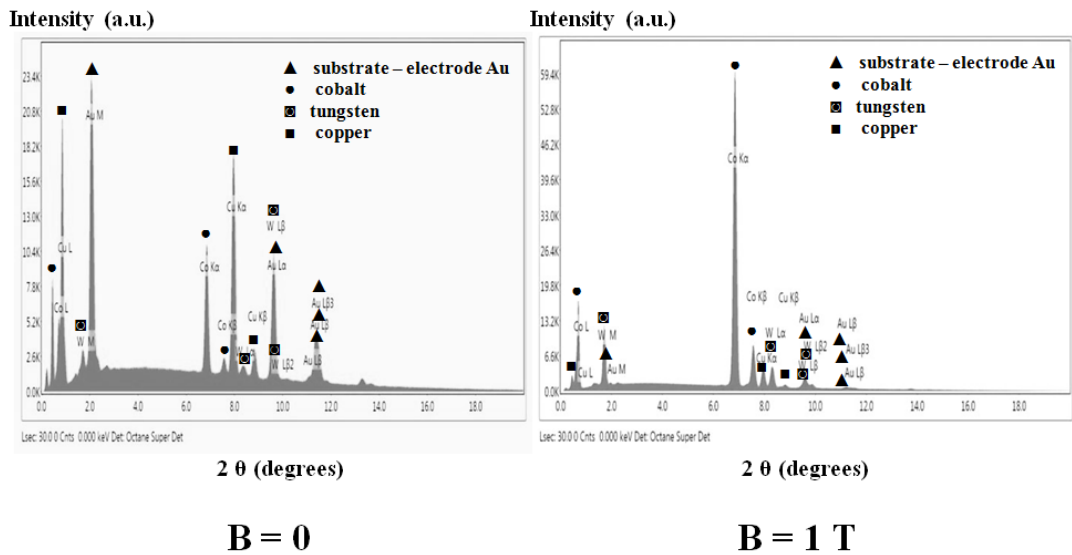 Intensity (a.u.)
23.4K
20.8K
18.2K
15.6K
13.0K
10.4K
7.8K
5.2K
2.6K
0.0K
substrate – electrode Au
cobalt
tungsten
copper
Au M
Cu L
Co L
W M
Co Kα
Co Kβ
Cu Kα
Cu Kβ
W Lα
W Lβ
Au Lα
W Lβ2
Au Lβ3
Au Lβ
Au Lβ
0.0 2.0 4.0 6.0 8.0 10.0 12.0 14.0 16.0 18.0
Lsec: 30.0 0 Cnts 0.000 keV Det: Octane Super Det
2 θ (degrees)
B = 0
Intensity (a.u.)
59.4K
52.8K
46.2K
39.6K
33.0K
26.4K
19.8K
13.2K
6.6K
0.0K
substrate – electrode Au
cobalt
tungsten
copper
Co L
Cu L
W M
Au M
Co Kα
Co Kβ
Cu Kα
Cu Kβ
W Lα
Au Lα
W Lβ2
W Lβ
Au Lβ
Au Lβ3
Au Lβ
0.0 2.0 4.0 6.0 8.0 10.0 12.0 14.0 16.0 18.0
Lsec: 30.0 0 Cnts 0.000 keV Det: Octane Super Det
2 θ (degrees)
B = 1 T